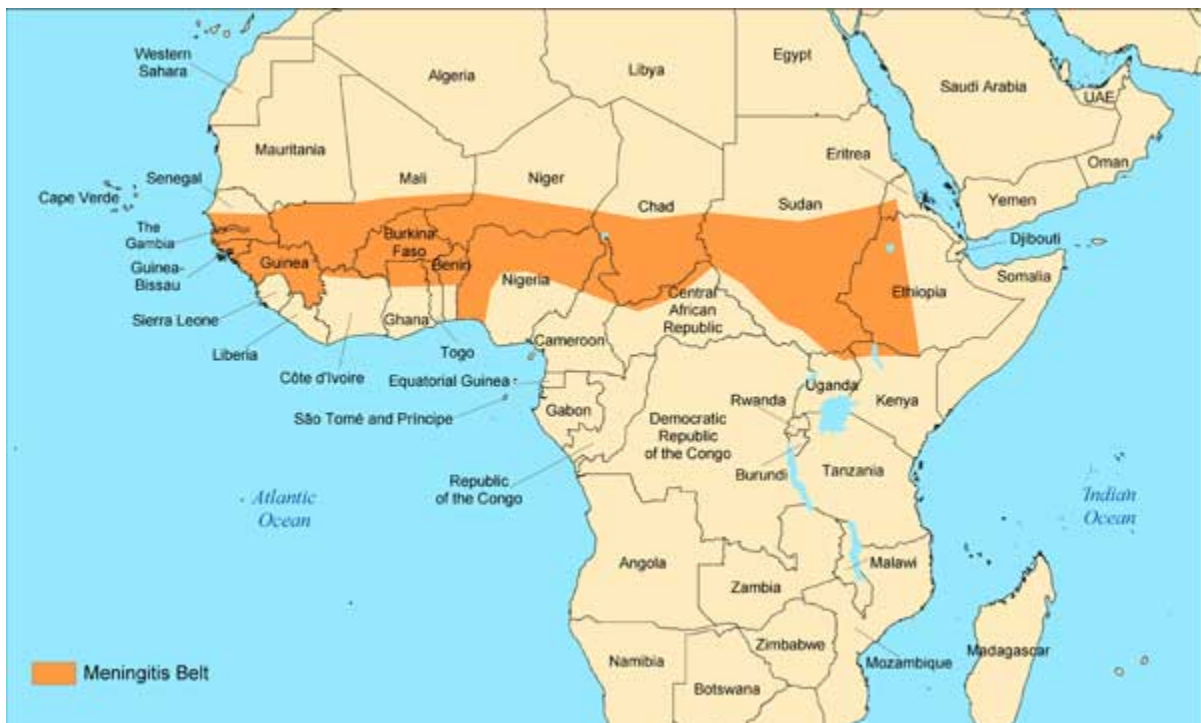 Western
Sahara
Algeria
Libya
Egypt
Saudi Arabia
UAE
Oman
Yemen
Eritrea
Mauritania
Mali
Niger
Chad
Sudan
Senegal
Cape Verde
The
Gambia
Guinea-
Bissau
Guinea
Burkina
Faso
Benin
Nigeria
Djibouti
Somalia
Ethiopia
Central
African
Republic
Sierra Leone
Liberia
Ghana
Togo
Côte d'Ivoire
Cameroon
Equatorial Guinea
São Tomé and Príncipe
Gabon
Republic
of the Congo
Democratic
Republic
of the Congo
Rwanda
Uganda
Kenya
Burundi
Tanzania
Atlantic
Ocean
Indian
Ocean
Angola
Zambia
Malawi
Zimbabwe
Mozambique
Madagascar
Namibia
Botswana
Meningitis Belt